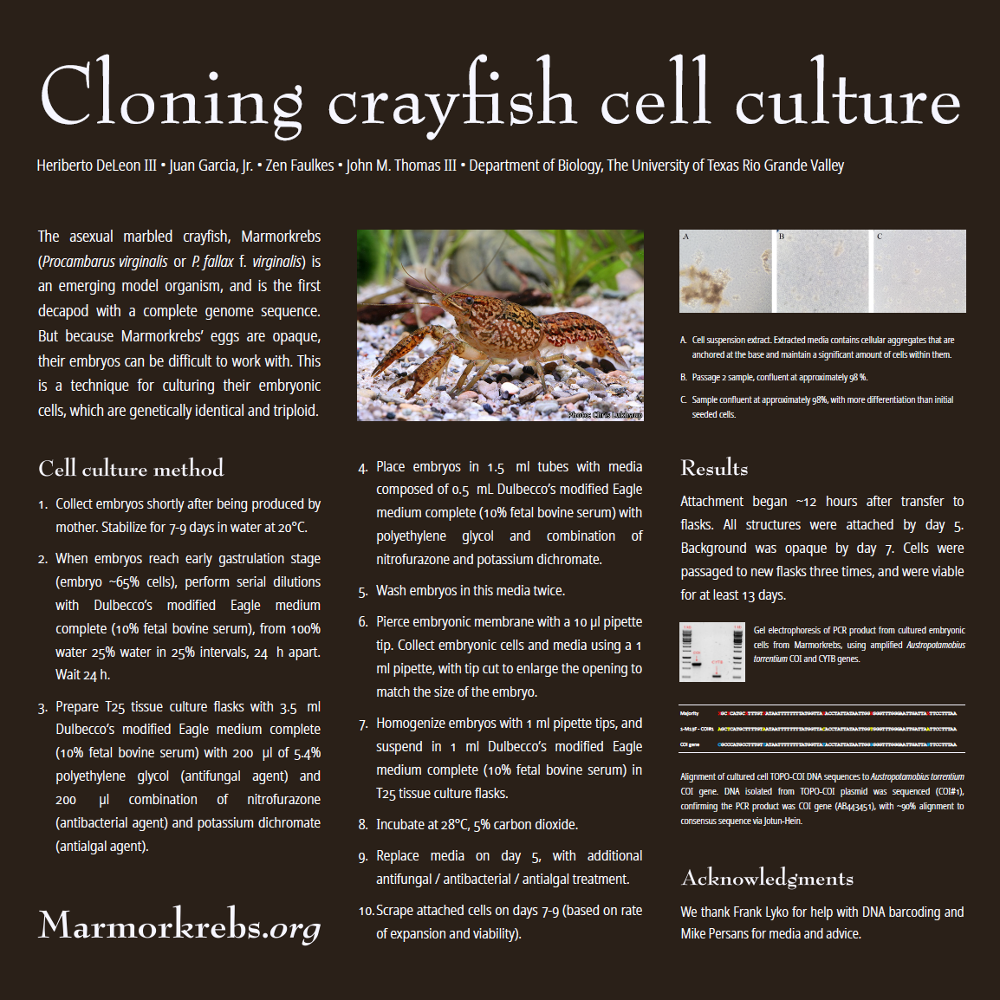 Cloning crayfish cell culture
Heriberto DeLeon III • Juan Garcia, Jr. • Zen Faulkes • John M. Thomas III • Department of Biology, The University of Texas Rio Grande Valley
The asexual marbled crayfish, Marmorkrebs
(Procambarus virginalis or P. fallax f. virginalis) is
an emerging model organism, and is the first
decapod with a complete genome sequence.
But because Marmorkrebs’ eggs are opaque,
their embryos can be difficult to work with. This
is a technique for culturing their embryonic
cells, which are genetically identical and triploid.
Cell culture method
1. Collect embryos shortly after being produced by
mother. Stabilize for 7-9 days in water at 20°C.
2. When embryos reach early gastrulation stage
(embryo ~65% cells), perform serial dilutions
with Dulbecco’s modified Eagle medium
complete (10% fetal bovine serum), from 100%
water 25% water in 25% intervals, 24 h apart.
Wait 24 h.
3. Prepare T25 tissue culture flasks with 3.5 ml
Dulbecco’s modified Eagle medium complete
(10% fetal bovine serum) with 200 µl of 5.4%
polyethylene glycol (antifungal agent) and
200 µl combination of nitrofurazone
(antibacterial agent) and potassium dichromate
(antialgal agent).
Marmorkrebs.org
Photo: Chris Lukhaup
4. Place embryos in 1.5 ml tubes with media
composed of 0.5 mL Dulbecco’s modified Eagle
medium complete (10% fetal bovine serum) with
polyethylene glycol and combination of
nitrofurazone and potassium dichromate.
5. Wash embryos in this media twice.
6. Pierce embryonic membrane with a 10 µl pipette
tip. Collect embryonic cells and media using a 1
ml pipette, with tip cut to enlarge the opening to
match the size of the embryo.
7. Homogenize embryos with 1 ml pipette tips, and
suspend in 1 ml Dulbecco’s modified Eagle
medium complete (10% fetal bovine serum) in
T25 tissue culture flasks.
8. Incubate at 28°C, 5% carbon dioxide.
9. Replace media on day 5, with additional
antifungal / antibacterial / antialgal treatment.
10. Scrape attached cells on days 7-9 (based on rate
of expansion and viability).
A B C
A. Cell suspension extract. Extracted media contains cellular aggregates that are
anchored at the base and maintain a significant amount of cells within them.
B. Passage 2 sample, confluent at approximately 98 %.
C. Sample confluent at approximately 98%, with more differentiation than initial
seeded cells.
Results
Attachment began ~12 hours after transfer to
flasks. All structures were attached by day 5.
Background was opaque by day 7. Cells were
passaged to new flasks three times, and were viable
for at least 13 days.
COI
CYTB
Gel electrophoresis of PCR product from cultured embryonic
cells from Marmorkrebs, using amplified Austropotamobius
torrentium COI and CYTB genes.
Majority
1-M13F - COI#1
COI gene
Alignment of cultured cell TOPO-COI DNA sequences to Austropotamobius torrentium
COI gene. DNA isolated from TOPO-COI plasmid was sequenced (COI#1),
confirming the PCR product was COI gene (AB443451), with ~90% alignment to
consensus sequence via Jotun-Hein.
Acknowledgments
We thank Frank Lyko for help with DNA barcoding and
Mike Persans for media and advice.